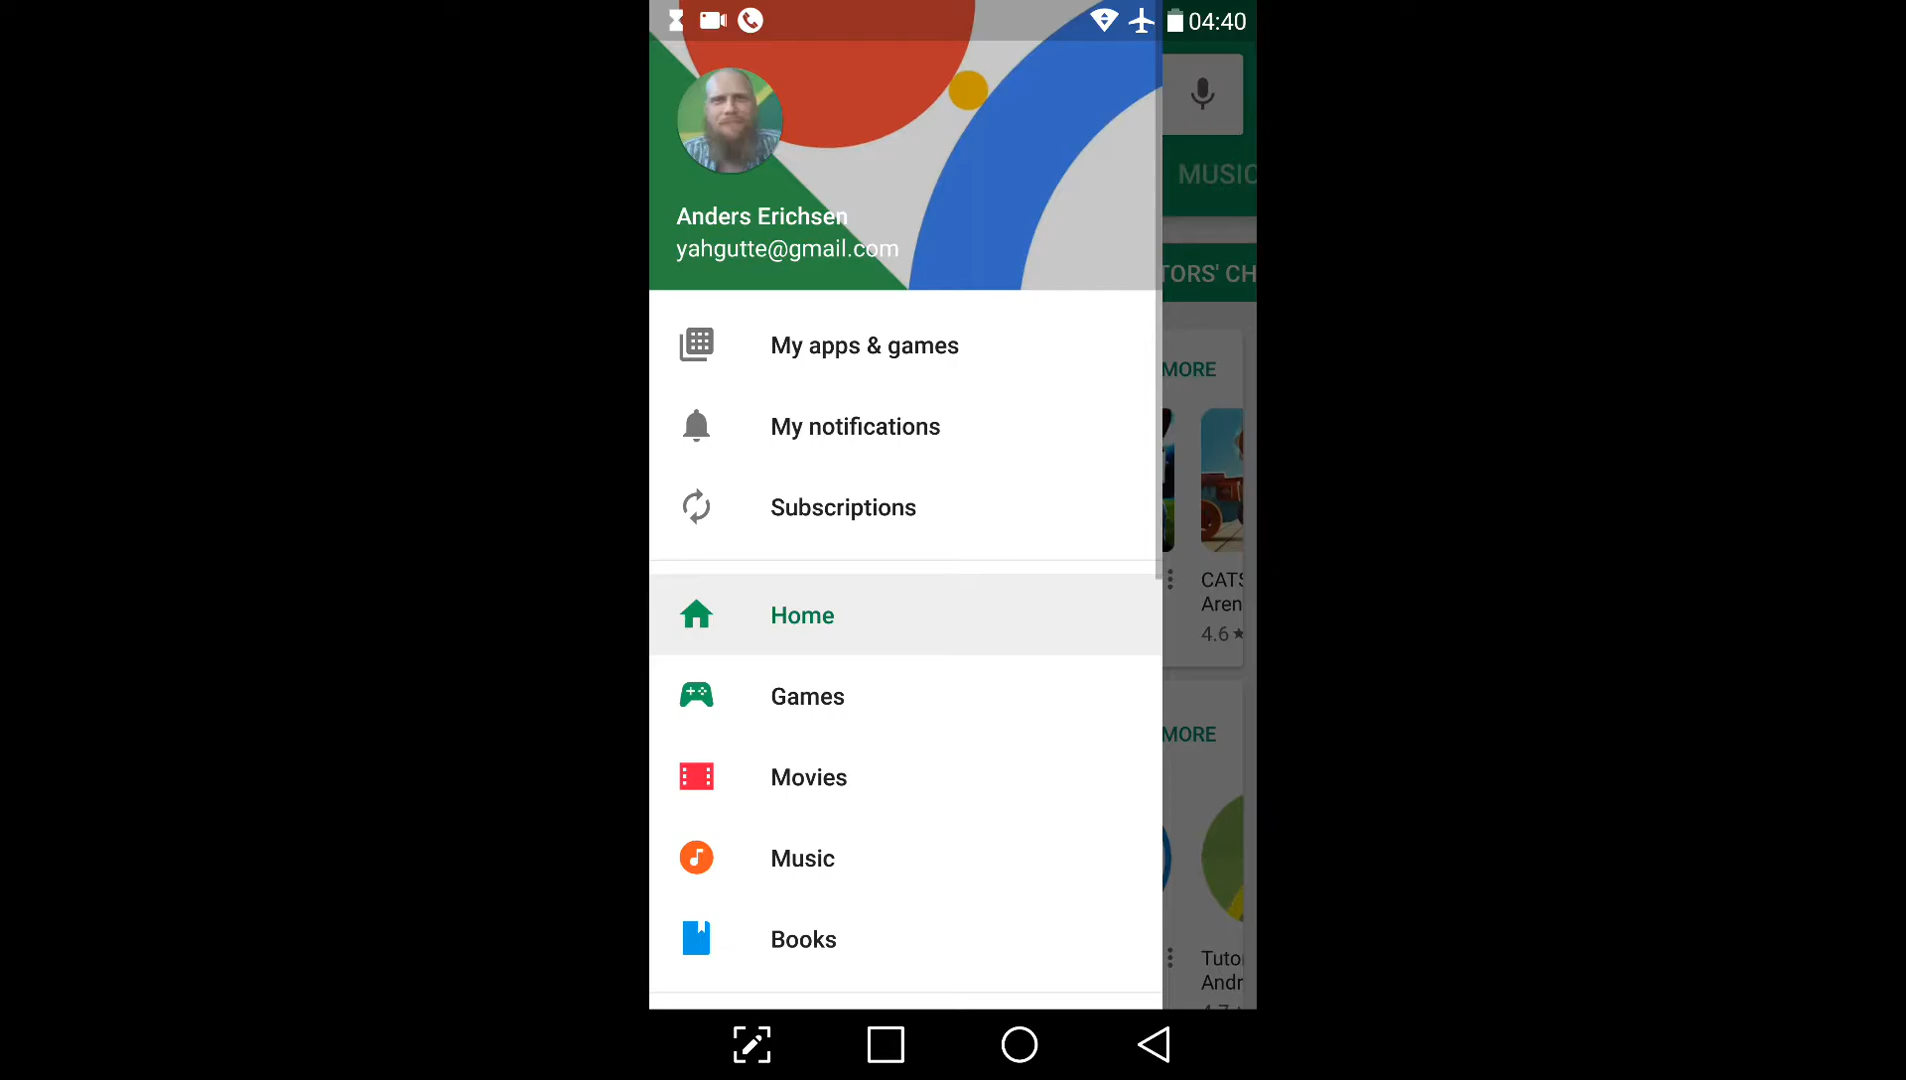 04:40
MUSIC
Anders Erichsen
yahgutte@gmail.com
TORS' CH
My apps & games
MORE
My notifications
Subscriptions
CATS
Aren
4.6
Home
Games
MORE
Movies
Music
Books
Tuto
Andr